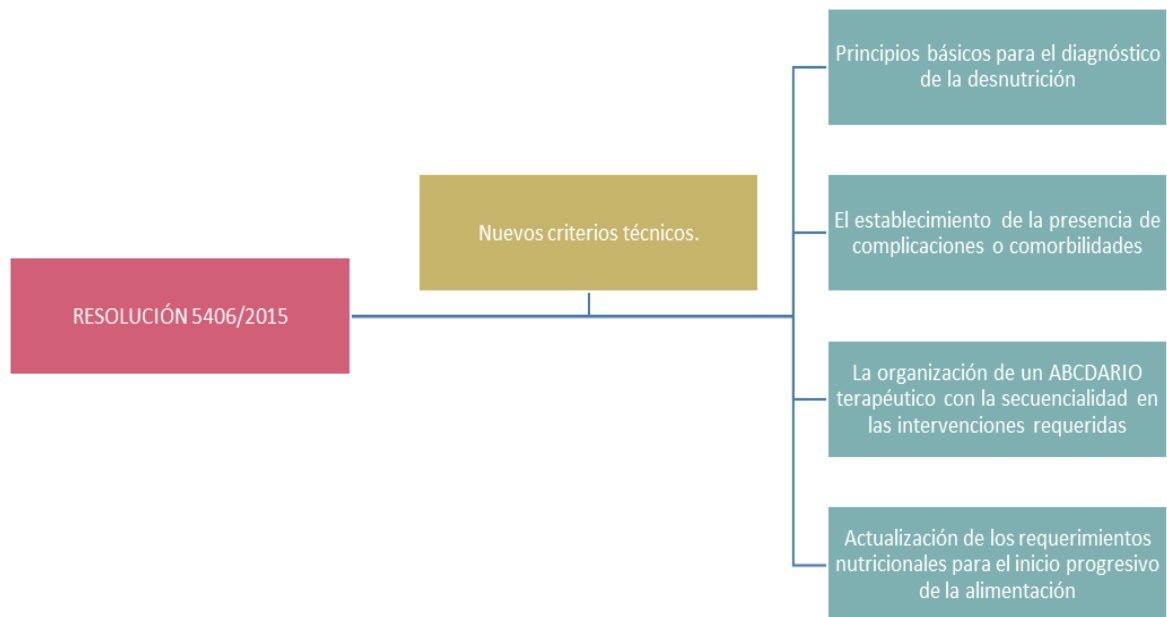 RESOLUCIÓN 5406/2015
Nuevos criterios técnicos.
Principios básicos para el diagnóstico
de la desnutrición
El establecimiento de la presencia de
complicaciones o comorbilidades
La organización de un ABCDARIO
terapéutico con la secuencialidad en
las intervenciones requeridas
Actualización de los requerimientos
nutricionales para el inicio progresivo
de la alimentación